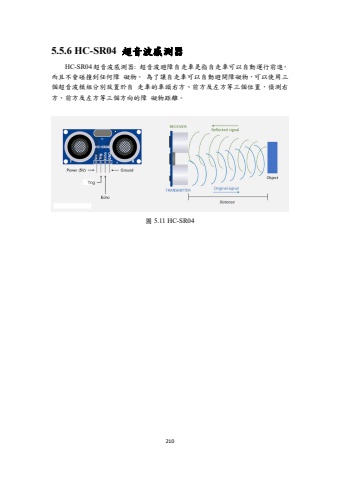 5.5.6 HC-SR04 超音波感測器
HC-SR04 超音波感測器: 超音波避障自走車是指自走車可以自動運行前進,
而且不會碰撞到任何障 礙物。 為了讓自走車可以自動避開障礙物,可以使用三
個超音波模組分別放置於自 走車的車頭右方、前方及左方等三個位置,偵測右
方、前方及左方等三個方向的障 礙物距離。
HC-SR04
Power (5V)
Ground
Trig
Echo
RECEIVER
Reflected signal
TRANSMITTER
Original signal
Object
Distance
圖 5.11 HC-SR04
210